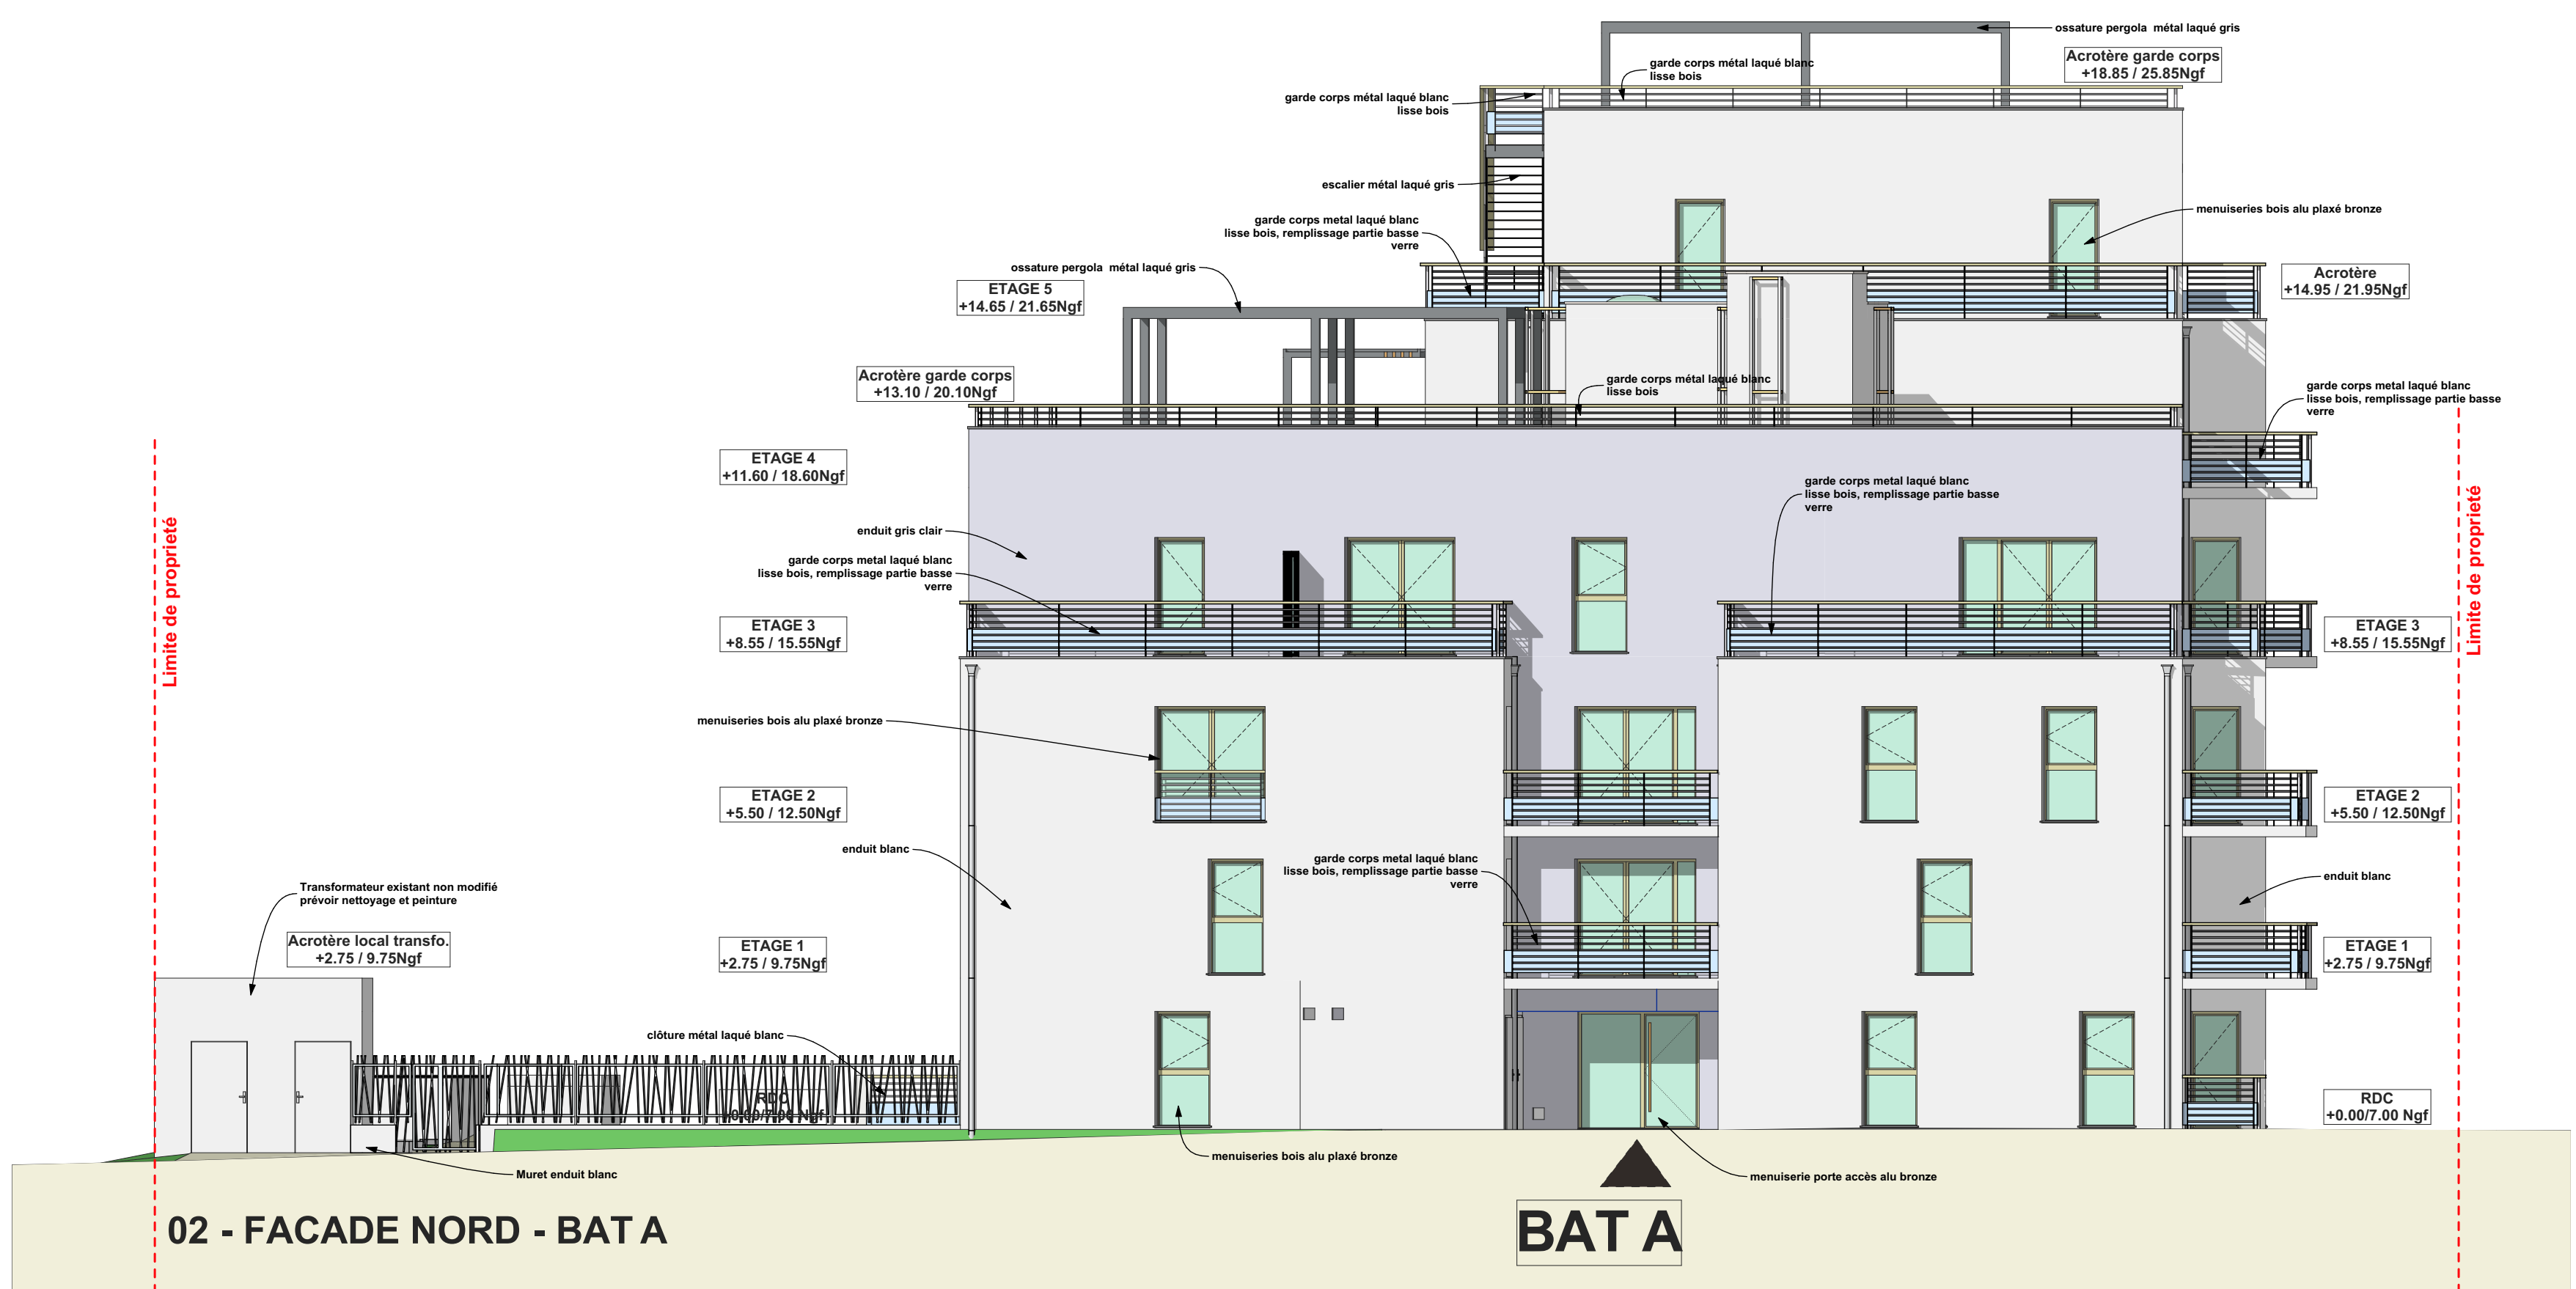 ossature pergola  métal laqué gris
Acrotère garde corps
+18.85 / 25.85Ngf
garde corps métal laqué blanc
lisse bois
garde corps métal laqué blanc
lisse bois
escalier métal laqué gris
menuiseries bois alu plaxé bronze
garde corps metal laqué blanc
lisse bois, remplissage partie basse
verre
ossature pergola  métal laqué gris
ETAGE 5
+14.65 / 21.65Ngf
Acrotère
+14.95 / 21.95Ngf
Acrotère garde corps
+13.10 / 20.10Ngf
garde corps métal laqué blanc
lisse bois
garde corps metal laqué blanc
lisse bois, remplissage partie basse
verre
ETAGE 4
+11.60 / 18.60Ngf
garde corps metal laqué blanc
lisse bois, remplissage partie basse
verre
Limite de proprieté
Limite de proprieté
enduit gris clair
garde corps metal laqué blanc
lisse bois, remplissage partie basse
verre
ETAGE 3
+8.55 / 15.55Ngf
ETAGE 3
+8.55 / 15.55Ngf
menuiseries bois alu plaxé bronze
ETAGE 2
+5.50 / 12.50Ngf
ETAGE 2
+5.50 / 12.50Ngf
enduit blanc
garde corps metal laqué blanc
lisse bois, remplissage partie basse
verre
enduit blanc
Transformateur existant non modifié
prévoir nettoyage et peinture
Acrotère local transfo.
+2.75 / 9.75Ngf
ETAGE 1
+2.75 / 9.75Ngf
ETAGE 1
+2.75 / 9.75Ngf
clôture métal laqué blanc
RDC
+0.00/7.00 Ngf
RDC
+0.00/7.00 Ngf
Muret enduit blanc
menuiseries bois alu plaxé bronze
menuiserie porte accès alu bronze
02 - FACADE NORD - BAT A
BAT A